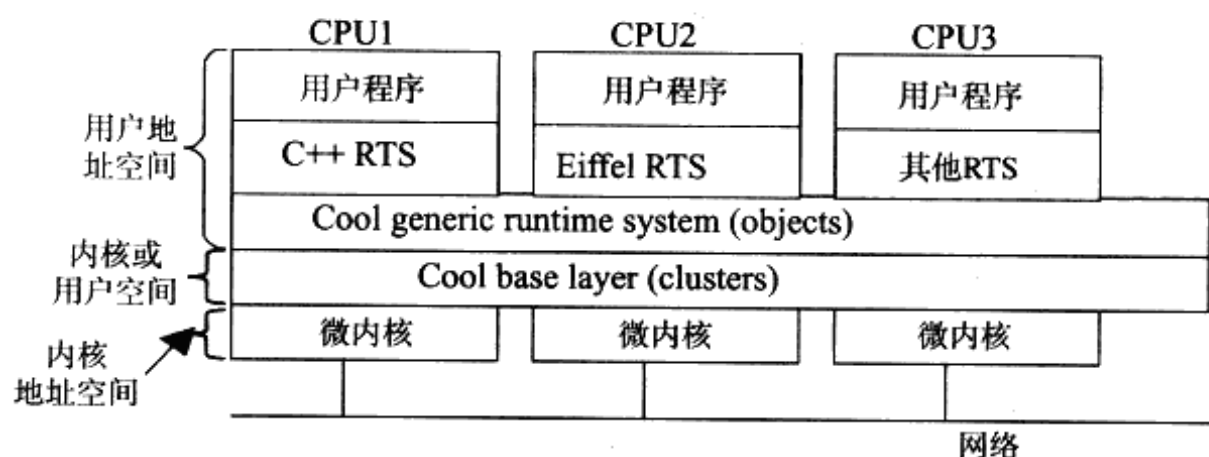 CPU1
CPU2
CPU3
用户程序
用户程序
用户程序
用户地
址空间
C++ RTS
Eiffel RTS
其他RTS
Cool generic runtime system (objects)
内核或
用户空间
Cool base layer (clusters)
微内核
微内核
微内核
内核
地址空间
网络